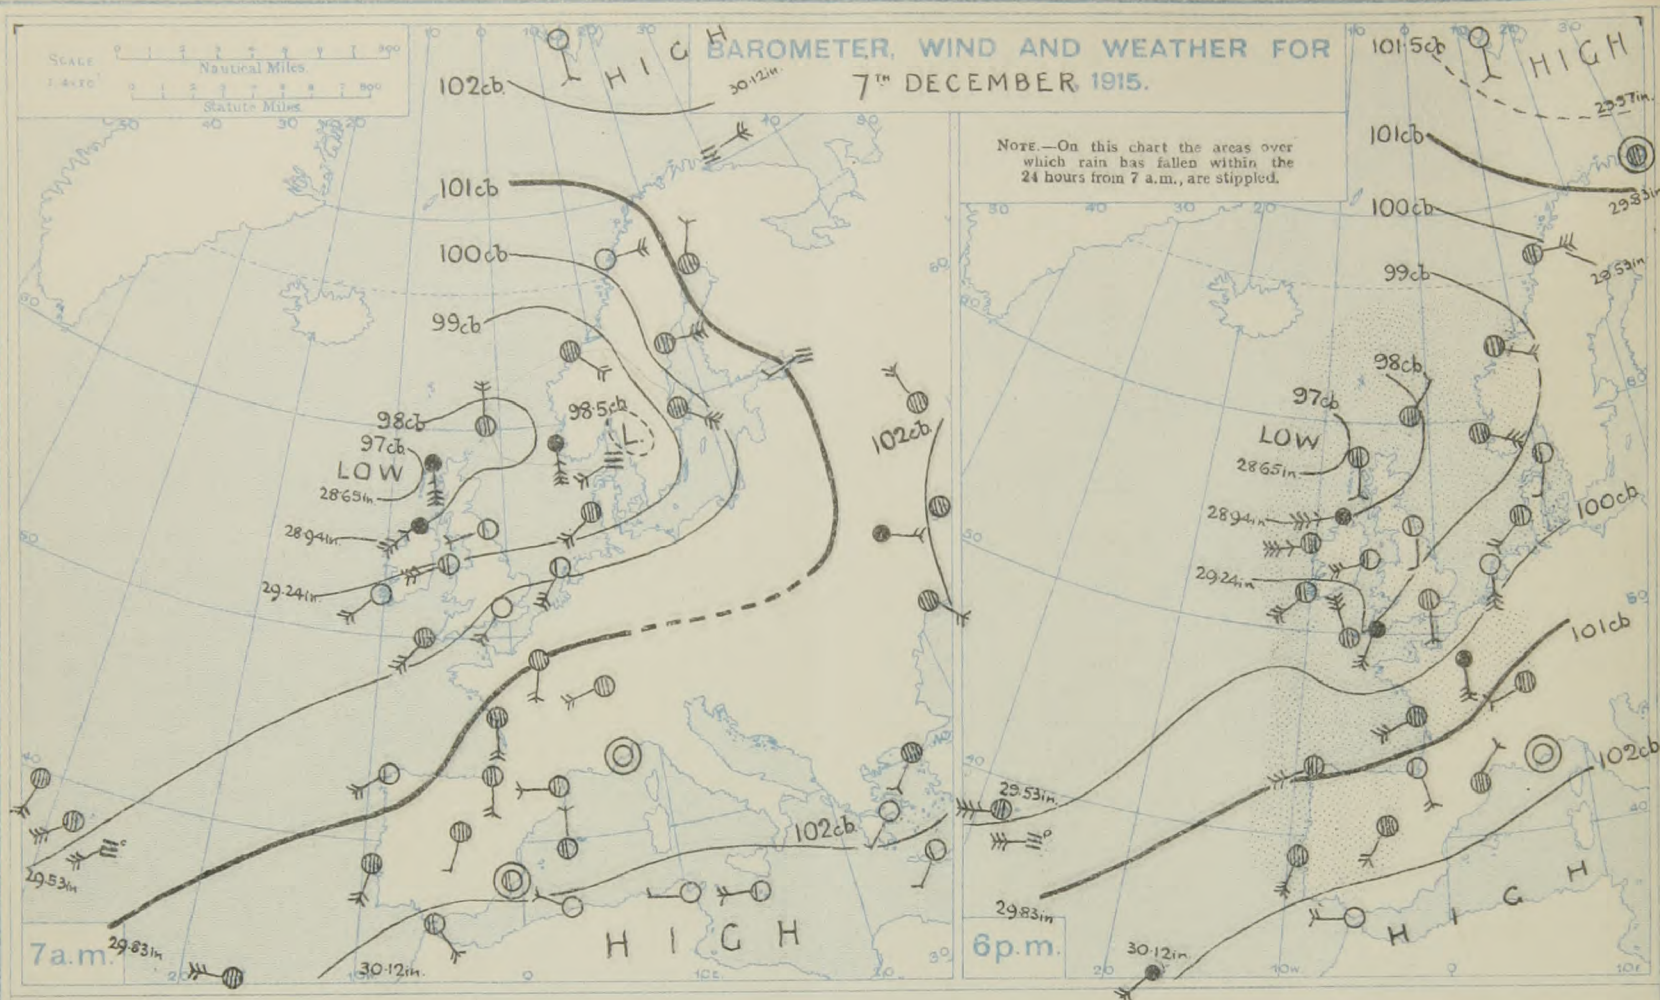 SCALE
Nautical Miles.
Statute Miles
BAROMETER, WIND AND WEATHER FOR
7TH DECEMBER, 1915.
NOTE.—On this chart the areas over
which rain has fallen within the
24 hours from 7 a.m., are stippled.
HIGH
102cb.
30·12in.
101cb
100cb
99cb
98cb
97cb.
LOW
28·65in
98·5cb
L.
28·94in.
29·24in
102cb.
102cb.
29·53in
29·83in
30·12in.
HIGH
7a.m.
101·5cb
HIGH
29·97in.
101cb
29·83in
100cb
29·53in
99cb
98cb
97cb
LOW
28·65in
28·94in
29·24in
100cb
101cb
102cb
29·53in.
29·83in
30·12in.
HIGH
6p.m.